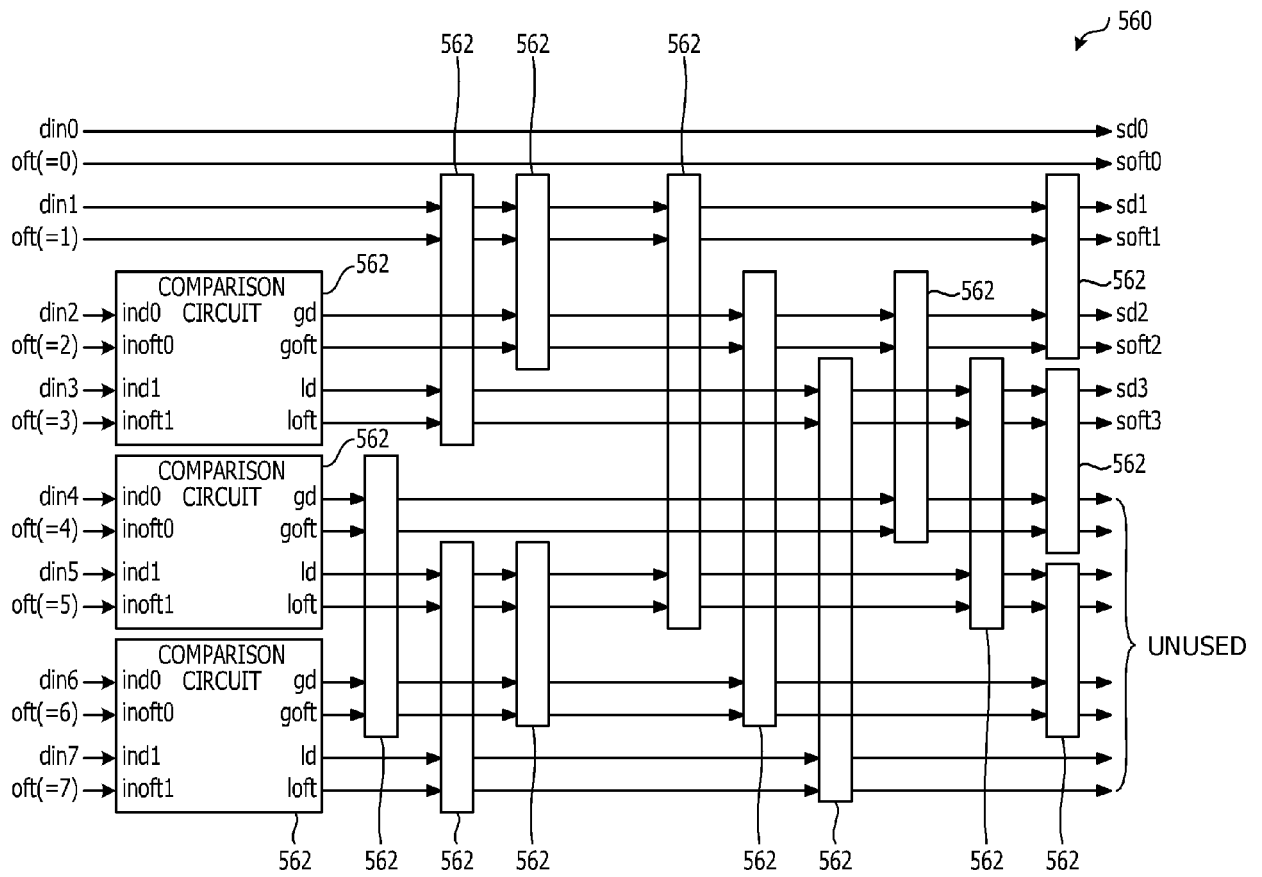 560
562 562 562
din0 sd0
oft(=0) soft0
din1 sd1
oft(=1) soft1
562
COMPARISON
CIRCUIT
562
562
din2 ind0 gd sd2
oft(=2) inoft0 goft soft2
din3 ind1 ld sd3
oft(=3) inoft1 loft soft3
562
COMPARISON
CIRCUIT
562
din4 ind0 gd
oft(=4) inoft0 goft
din5 ind1 ld
oft(=5) inoft1 loft
UNUSED
COMPARISON
CIRCUIT
din6 ind0 gd
oft(=6) inoft0 goft
din7 ind1 ld
oft(=7) inoft1 loft
562 562 562 562 562 562 562 562